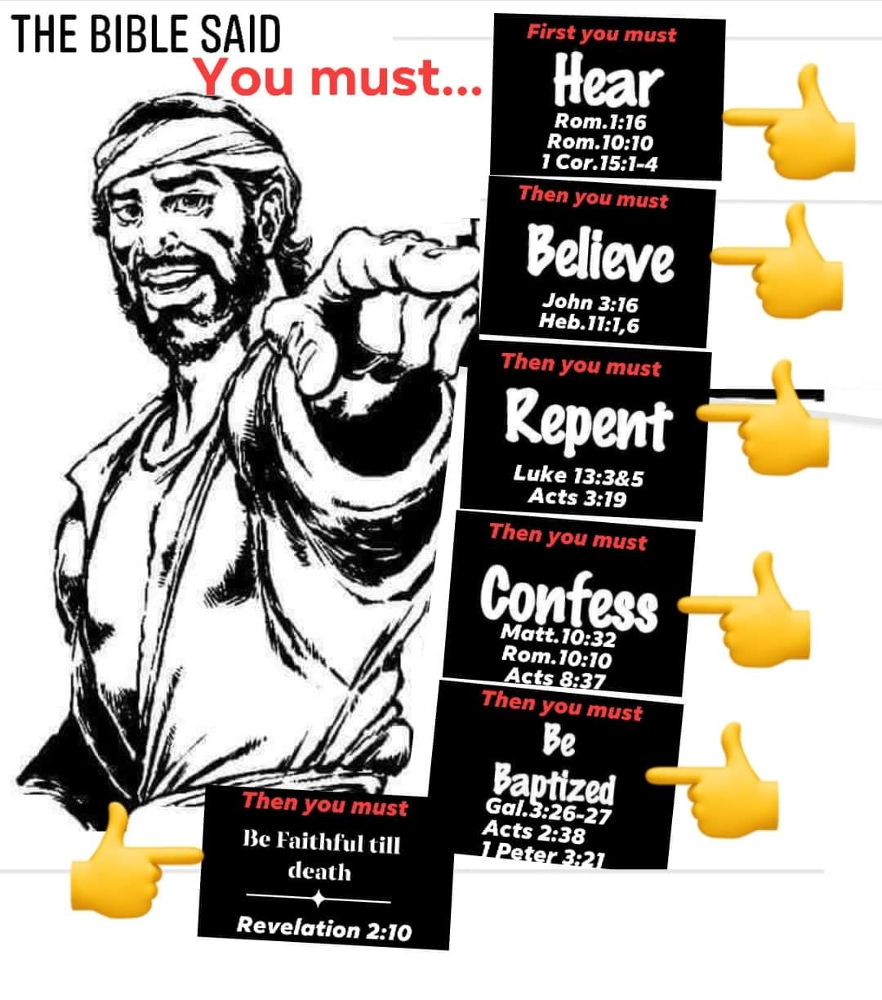 THE BIBLE SAID
You must...
First you must
Hear
Rom.1:16
Rom.10:10
1 Cor.15:1-4
Then you must
Believe
John 3:16
Heb.11:1,6
Then you must
Repent
Luke 13:3&5
Acts 3:19
Then you must
Confess
Matt.10:32
Rom.10:10
Acts 8:37
Then you must
Be
Baptized
Gal.3:26-27
Acts 2:38
1 Peter 3:21
Then you must
Be Faithful till
death
Revelation 2:10